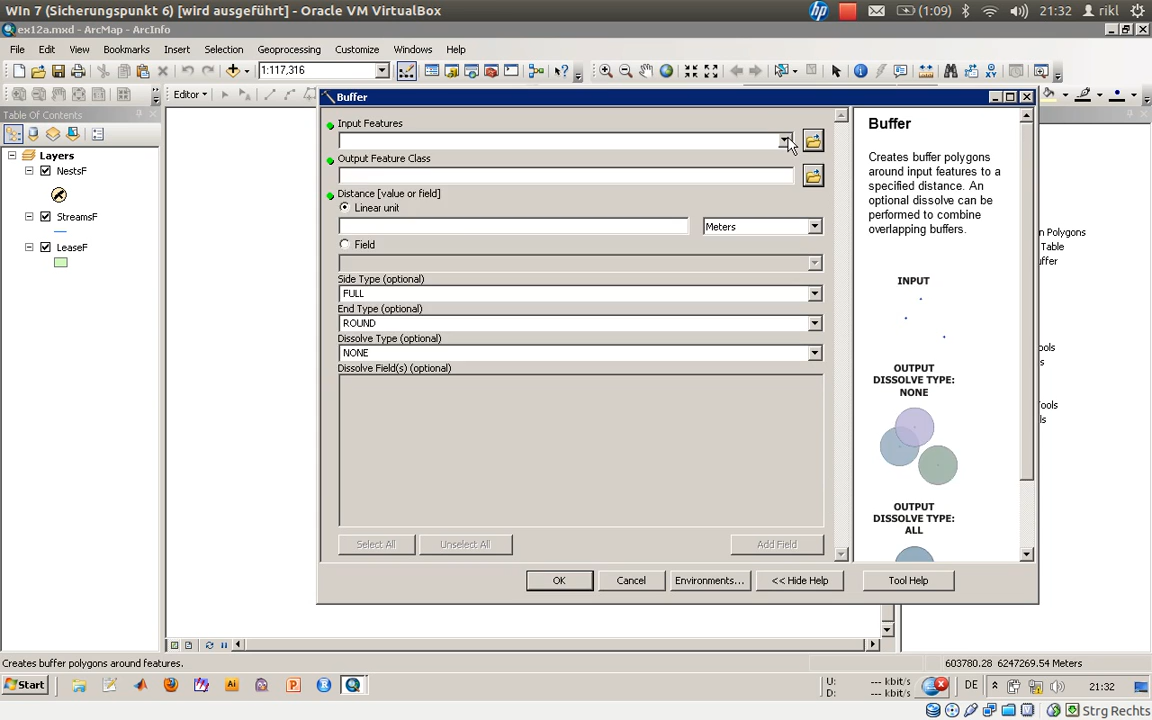 WIn 7 (Sicherungspunkt 6) [wird ausgeführt] - Oracle VM VirtualBox
(1:09)
21:32
rikl
ex12a.mxd - ArcMap - ArcInfo
File Edit View Bookmarks Insert Selection Geoprocessing Customize Windows Help
1:117,316
Editor
Table Of Contents
Layers
NestsF
StreamsF
LeaseF
Buffer
Input Features
Output Feature Class
Distance [value or field]
Linear unit
Meters
Field
Side Type (optional)
FULL
End Type (optional)
ROUND
Dissolve Type (optional)
NONE
Dissolve Field(s) (optional)
Select All
Unselect All
Add Field
OK
Cancel
Environments...
<< Hide Help
Tool Help
Buffer
Creates buffer polygons
around input features to a
specified distance. An
optional dissolve can be
performed to combine
overlapping buffers.
INPUT
OUTPUT
DISSOLVE TYPE:
NONE
OUTPUT
DISSOLVE TYPE:
ALL
n Polygons
Table
uffer
ools
s
Tools
ls
Creates buffer polygons around features.
603780.28 6247269.54 Meters
Start
U: --- kbit/s
D: --- kbit/s
DE
21:32
Strg Rechts